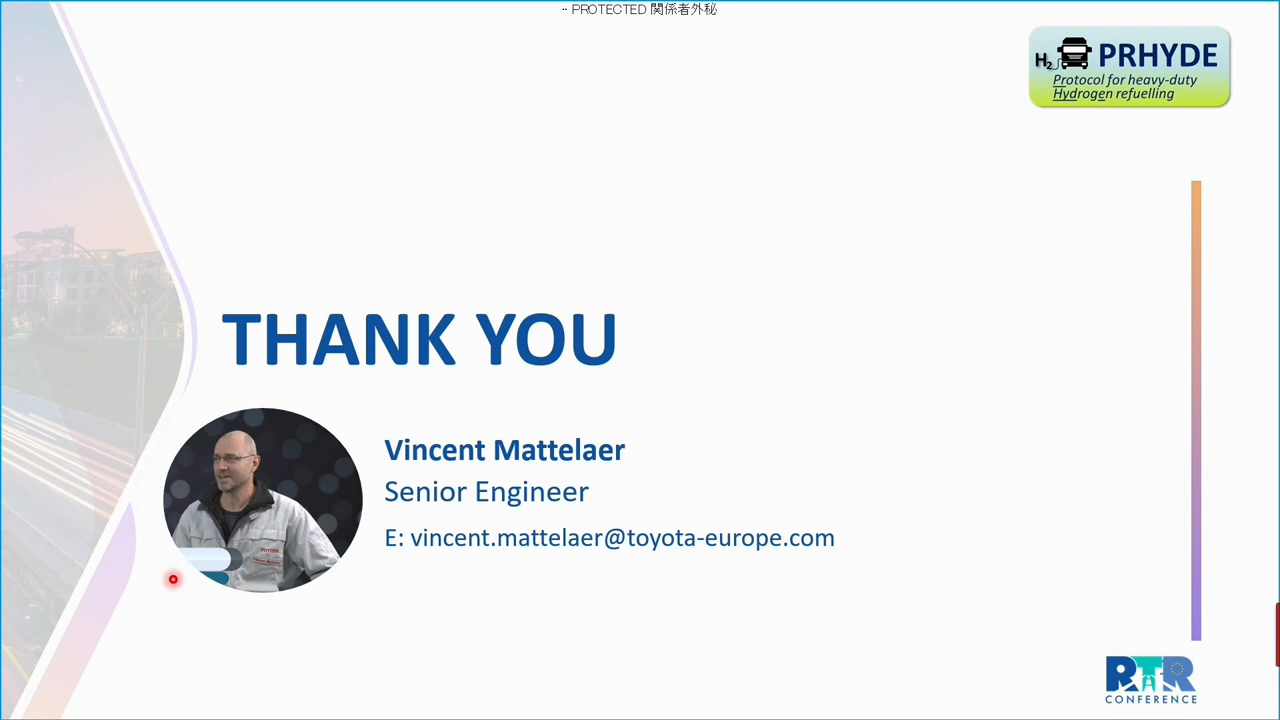 -- PROTECTED 関係者外秘
H2 PRHYDE
Protocol for heavy-duty
Hydrogen refuelling
THANK YOU
Vincent Mattelaer
Senior Engineer
E: vincent.mattelaer@toyota-europe.com
TOYOTA
RTR
CONFERENCE